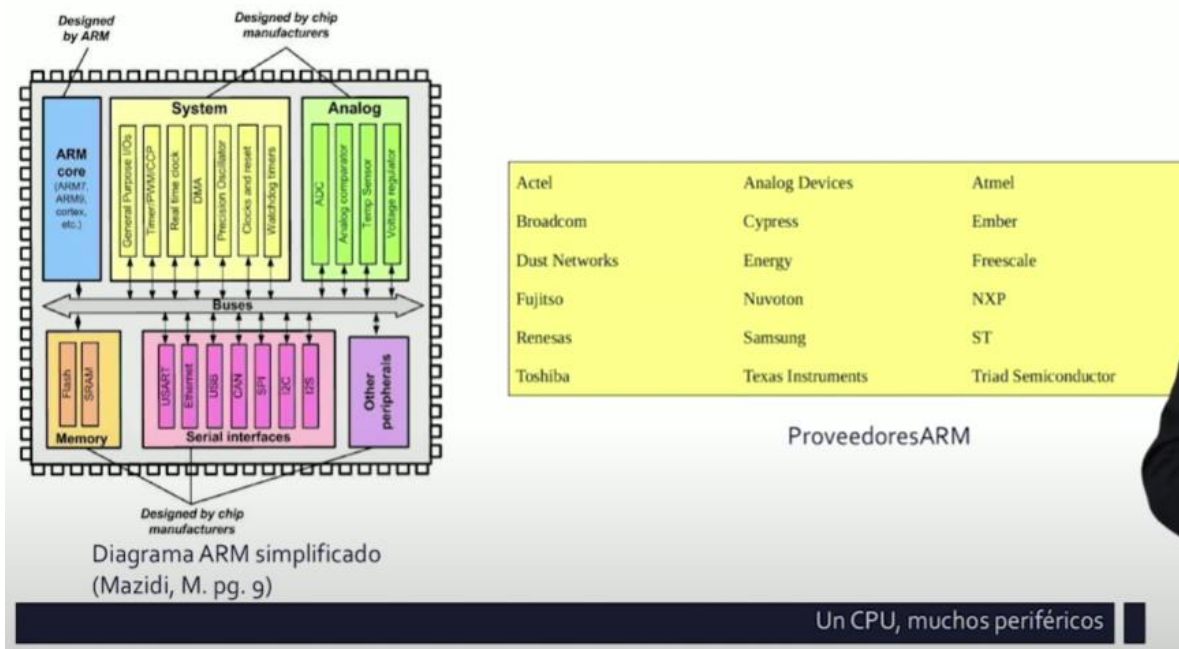 Designed
by ARM
Designed by chip
manufacturers
System
General Purpose I/Os
Timer/PWM/CCP
Real time clock
DMA
Precision Oscillator
Clocks and reset
Watchdog timers
Analog
ADC
Analog comparator
Temp Sensor
Voltage regulator
ARM
core
(ARM7,
ARM9,
cortex,
etc.)
Buses
Flash
SRAM
Memory
USART
Ethernet
USB
CAN
SPI
I2C
I2S
Serial interfaces
Other
peripherals
Designed by chip
manufacturers
Diagrama ARM simplificado
(Mazidi, M. pg. 9)
Actel Analog Devices Atmel
Broadcom Cypress Ember
Dust Networks Energy Freescale
Fujitso Nuvoton NXP
Renesas Samsung ST
Toshiba Texas Instruments Triad Semiconductor
ProveedoresARM
Un CPU, muchos periféricos